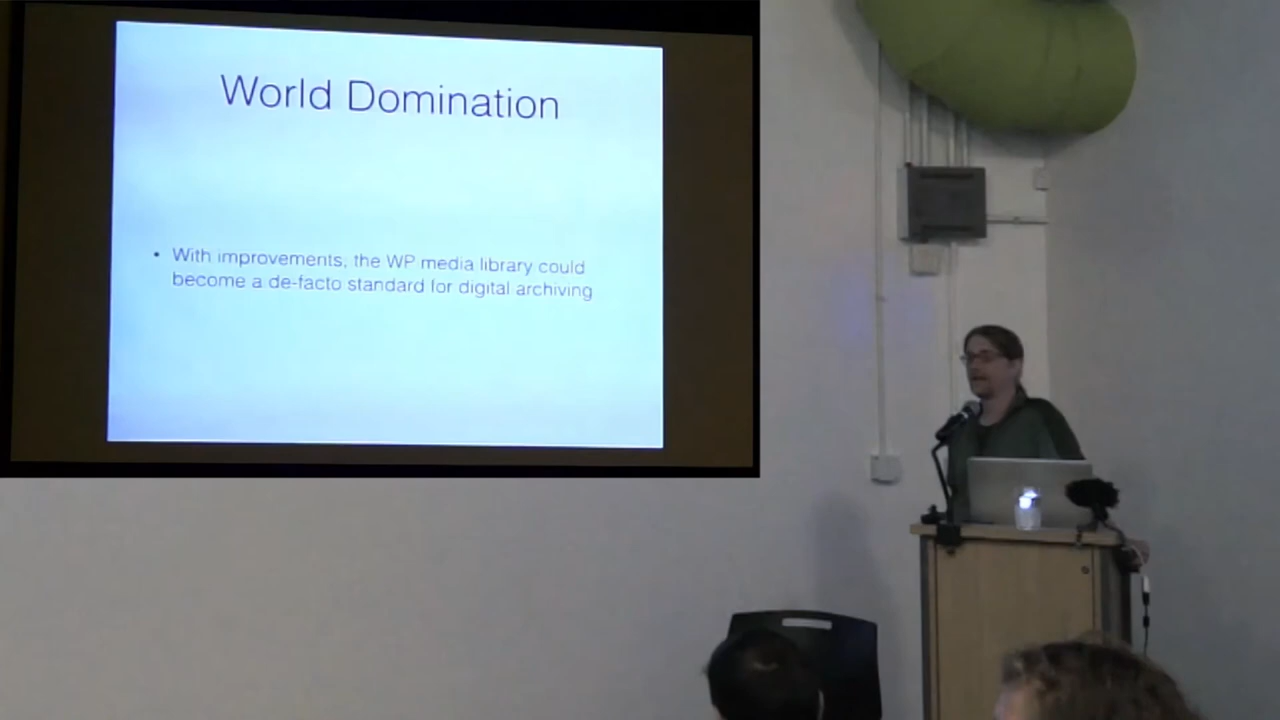 World Domination
• With improvements, the WP media library could
become a de-facto standard for digital archiving